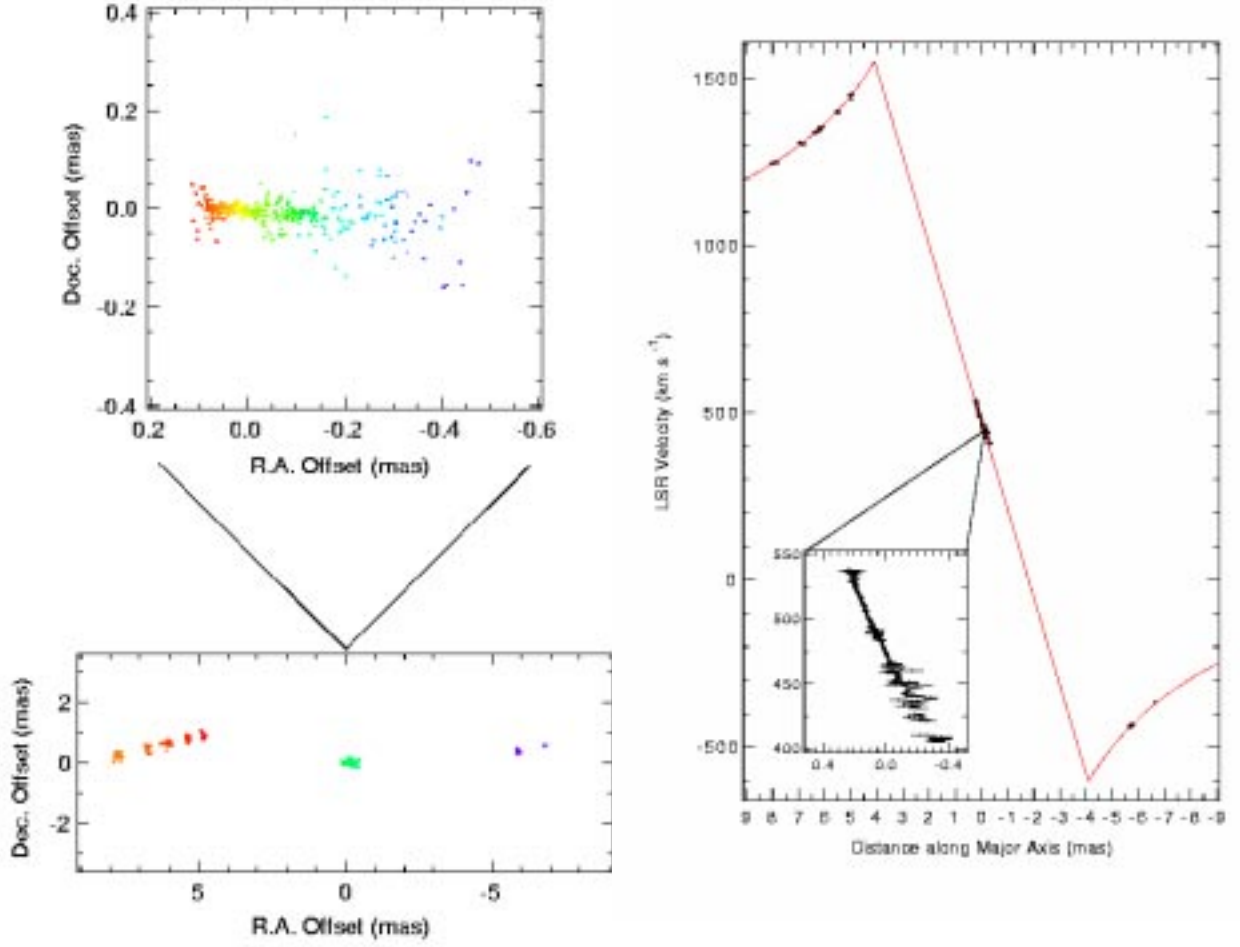 0.4
0.2
0.0
-0.2
-0.4
Dec. Offset (mas)
0.2 0.0 -0.2 -0.4 -0.6
R.A. Offset (mas)
2
0
-2
Dec. Offset (mas)
5 0 -5
R.A. Offset (mas)
1500
1000
500
0
-500
LSR Velocity (km s⁻¹)
550
500
450
400
0.4 0.0 -0.4
9 8 7 6 5 4 3 2 1 0 -1 -2 -3 -4 -5 -6 -7 -8 -9
Distance along Major Axis (mas)